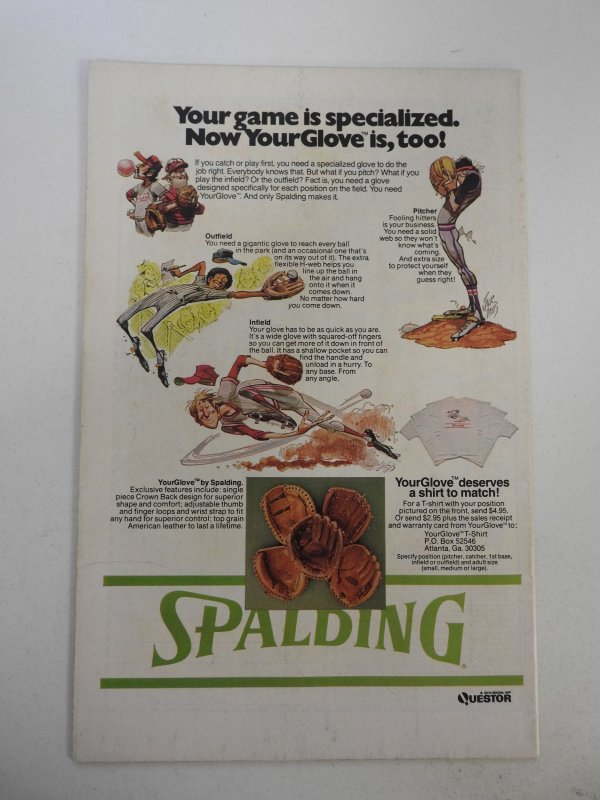 Your game is specialized.
Now YourGlove™ is, too!
If you catch or play first, you need a specialized glove to do the
job right. Everybody knows that. But what if you pitch? What if you
play the infield? Or the outfield? Fact is, you need a glove
designed specifically for each position on the field. You need
YourGlove™. And only Spalding makes it.
Pitcher
Fooling hitters
is your business.
You need a solid
web so they won't
know what's
coming.
And extra size
to protect yourself
when they
guess right!
Outfield
You need a gigantic glove to reach every ball
in the park (and an occasional one that's
on its way out of it). The extra
flexible H-web helps you
line up the ball in
the air and hang
onto it when it
comes down.
No matter how hard
you come down.
Infield
Your glove has to be as quick as you are.
It's a wide glove with squared-off fingers
so you can get more of it down in front of
the ball. It has a shallow pocket so you can
find the handle and
unload in a hurry. To
any base. From
any angle.
YourGlove™ by Spalding.
Exclusive features include: single
piece Crown Back design for superior
shape and comfort; adjustable thumb
and finger loops and wrist strap to fit
any hand for superior control; top grain
American leather to last a lifetime.
YourGlove™ deserves
a shirt to match!
For a T-shirt with your position
pictured on the front, send $4.95.
Or send $2.95 plus the sales receipt
and warranty card from YourGlove™ to:
YourGlove™ T-Shirt
P.O. Box 52546
Atlanta, Ga. 30305
Specify position (pitcher, catcher, 1st base,
infield or outfield) and adult size
(small, medium or large).
SPALDING®
A DIVISION OF
QUESTOR